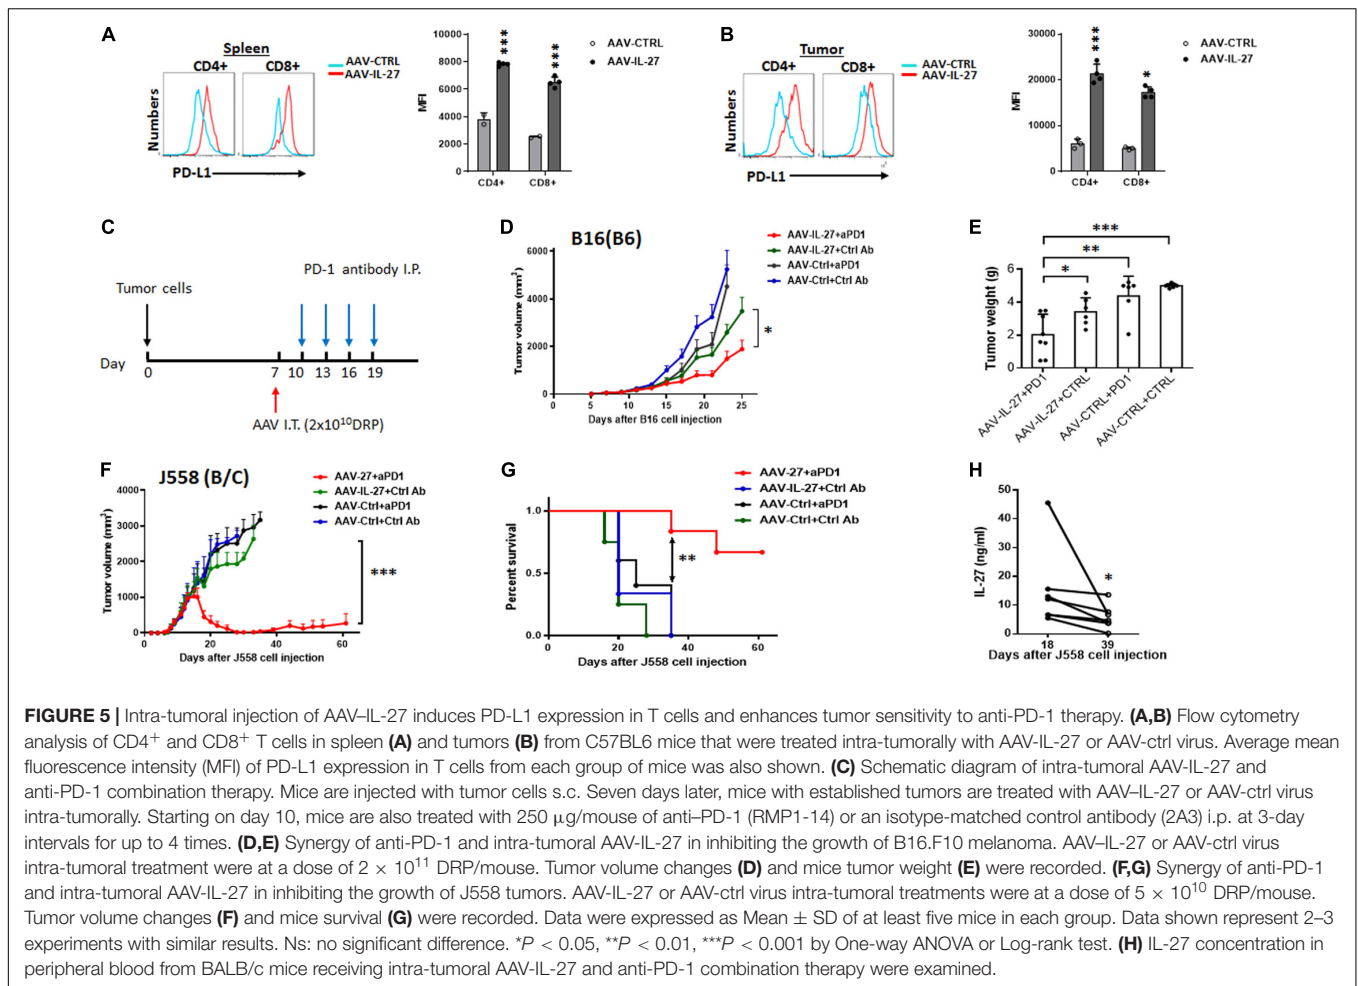 A
Spleen
CD4+ CD8+
AAV-CTRL
AAV-IL-27
Numbers
PD-L1
MFI
10000
8000
6000
4000
2000
0
*** ***
CD4+ CD8+
AAV-CTRL
AAV-IL-27
B
Tumor
CD4+ CD8+
AAV-CTRL
AAV-IL-27
Numbers
PD-L1
MFI
30000
20000
10000
0
*** *
CD4+ CD8+
AAV-CTRL
AAV-IL-27
C
PD-1 antibody I.P.
Tumor cells
Day
0 7 10 13 16 19
AAV I.T. (2x10¹⁰DRP)
D
B16(B6)
AAV-IL-27+aPD1
AAV-IL-27+Ctrl Ab
AAV-Ctrl+aPD1
AAV-Ctrl+Ctrl Ab
Tumor volume (mm³)
6000
4000
2000
0
*
0 5 10 15 20 25
Days after B16 cell injection
E
***
**
*
Tumor weight (g)
6
4
2
0
AAV-IL-27+PD1
AAV-IL-27+CTRL
AAV-CTRL+PD1
AAV-CTRL+CTRL
F
J558 (B/C)
AAV-27+aPD1
AAV-IL-27+Ctrl Ab
AAV-Ctrl+aPD1
AAV-Ctrl+Ctrl Ab
Tumor volume (mm³)
4000
3000
2000
1000
0
***
0 20 40 60
Days after J558 cell injection
G
AAV-27+aPD1
AAV-IL-27+Ctrl Ab
AAV-Ctrl+aPD1
AAV-Ctrl+Ctrl Ab
Percent survival
1.0
0.5
0.0
**
0 20 40 60
Days after J558 cell injection
H
IL-27 (ng/ml)
50
40
30
20
10
0
*
18 39
Days after J558 cell injection
FIGURE 5 | Intra-tumoral injection of AAV–IL-27 induces PD-L1 expression in T cells and enhances tumor sensitivity to anti-PD-1 therapy. (A,B) Flow cytometry
analysis of CD4⁺ and CD8⁺ T cells in spleen (A) and tumors (B) from C57BL6 mice that were treated intra-tumorally with AAV-IL-27 or AAV-ctrl virus. Average mean
fluorescence intensity (MFI) of PD-L1 expression in T cells from each group of mice was also shown. (C) Schematic diagram of intra-tumoral AAV-IL-27 and
anti-PD-1 combination therapy. Mice are injected with tumor cells s.c. Seven days later, mice with established tumors are treated with AAV–IL-27 or AAV-ctrl virus
intra-tumorally. Starting on day 10, mice are also treated with 250 μg/mouse of anti–PD-1 (RMP1-14) or an isotype-matched control antibody (2A3) i.p. at 3-day
intervals for up to 4 times. (D,E) Synergy of anti-PD-1 and intra-tumoral AAV-IL-27 in inhibiting the growth of B16.F10 melanoma. AAV–IL-27 or AAV-ctrl virus
intra-tumoral treatment were at a dose of 2 × 10¹¹ DRP/mouse. Tumor volume changes (D) and mice tumor weight (E) were recorded. (F,G) Synergy of anti-PD-1
and intra-tumoral AAV-IL-27 in inhibiting the growth of J558 tumors. AAV-IL-27 or AAV-ctrl virus intra-tumoral treatments were at a dose of 5 × 10¹⁰ DRP/mouse.
Tumor volume changes (F) and mice survival (G) were recorded. Data were expressed as Mean ± SD of at least five mice in each group. Data shown represent 2–3
experiments with similar results. Ns: no significant difference. *P < 0.05, **P < 0.01, ***P < 0.001 by One-way ANOVA or Log-rank test. (H) IL-27 concentration in
peripheral blood from BALB/c mice receiving intra-tumoral AAV-IL-27 and anti-PD-1 combination therapy were examined.